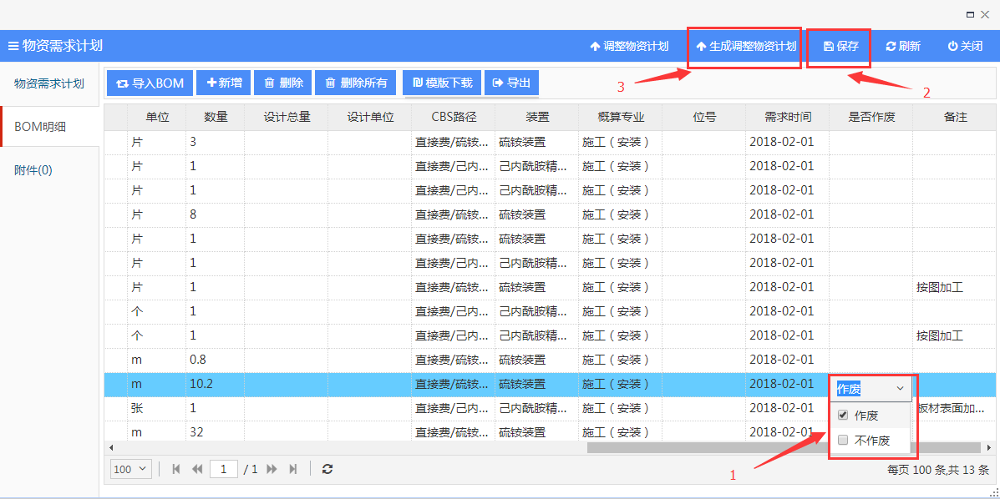 物资需求计划 调整物资计划 生成调整物资计划 保存 刷新 关闭
3 2
物资需求计划
BOM明细
附件(0)
导入BOM 新增 删除 删除所有 模版下载 导出
单位 数量 设计总量 设计单位 CBS路径 装置 概算专业 位号 需求时间 是否作废 备注
片 3 直接费/硫铵... 硫铵装置 施工（安装） 2018-02-01
片 1 直接费/己内... 己内酰胺精... 施工（安装） 2018-02-01
片 1 直接费/己内... 己内酰胺精... 施工（安装） 2018-02-01
片 8 直接费/硫铵... 硫铵装置 施工（安装） 2018-02-01
片 1 直接费/硫铵... 硫铵装置 施工（安装） 2018-02-01
片 1 直接费/己内... 己内酰胺精... 施工（安装） 2018-02-01
片 1 直接费/硫铵... 硫铵装置 施工（安装） 2018-02-01 按图加工
个 1 直接费/己内... 己内酰胺精... 施工（安装） 2018-02-01
个 1 直接费/己内... 己内酰胺精... 施工（安装） 2018-02-01 按图加工
m 0.8 直接费/硫铵... 硫铵装置 施工（安装） 2018-02-01
m 10.2 直接费/硫铵... 硫铵装置 施工（安装） 2018-02-01 作废
张 1 直接费/己内... 己内酰胺精... 施工（安装） 2018-02-01 作废 板材表面加...
m 32 直接费/硫铵... 硫铵装置 施工（安装） 2018-02-01 不作废
100 1 / 1 每页 100 条,共 13 条
1